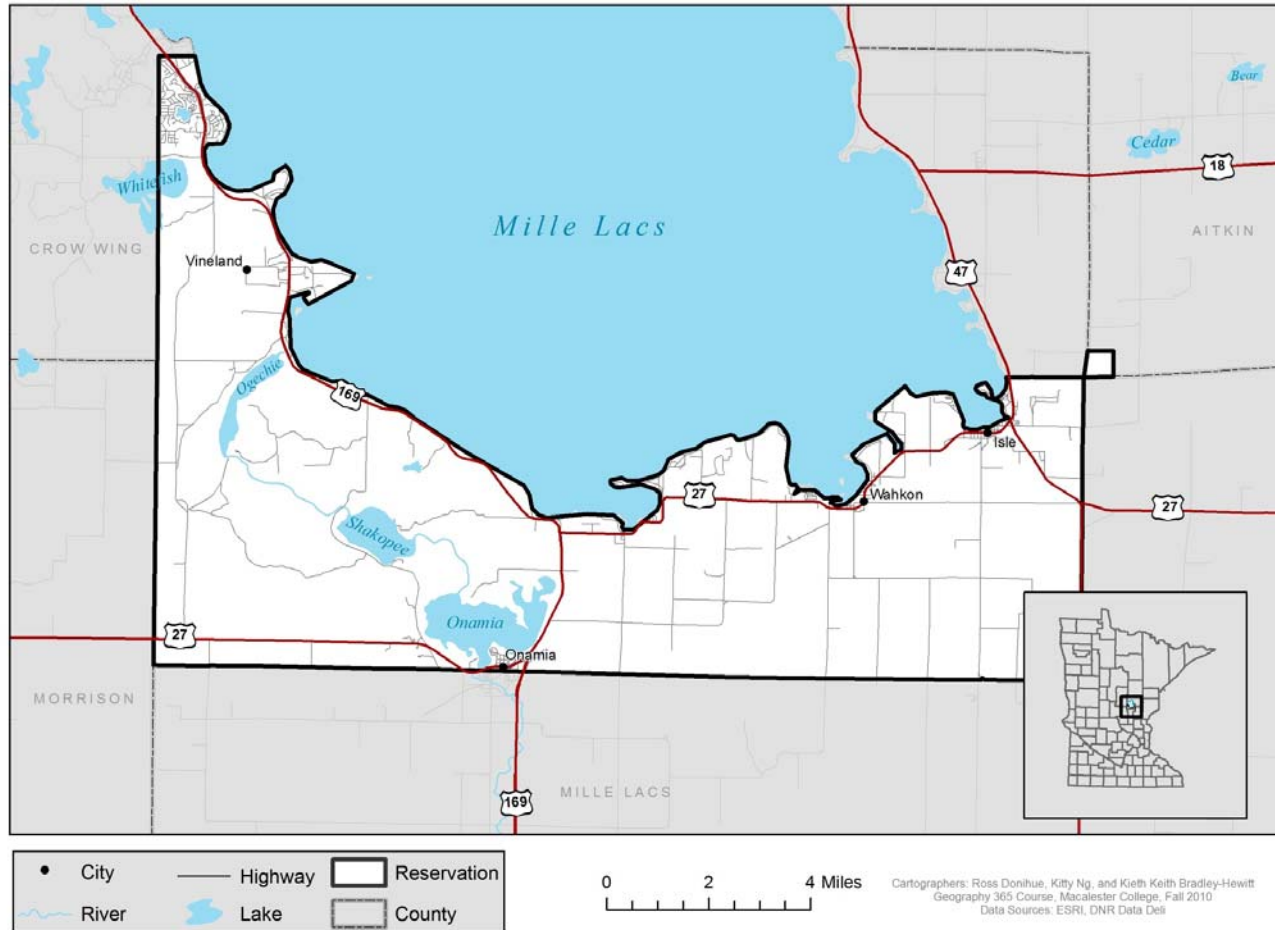 Bear
Cedar
18
Whitefish
Mille Lacs
CROW WING
AITKIN
Vineland
47
Ogechie
169
Isle
27
Wahkon
27
Shakopee
Onamia
27
Onamia
MORRISON
MILLE LACS
169
City
Highway
Reservation
River
Lake
County
0 2 4 Miles
Cartographers: Ross Donihue, Kitty Ng, and Kieth Keith Bradley-Hewitt
Geography 365 Course, Macalester College, Fall 2010
Data Sources: ESRI, DNR Data Deli